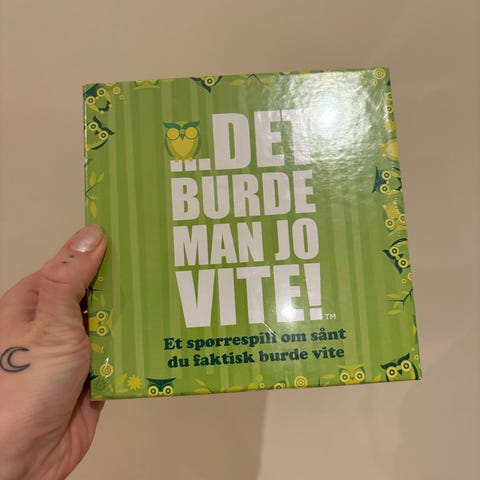 ...DET
BURDE
MAN JO
VITE!™
Et spørrespill om sånt
du faktisk burde vite